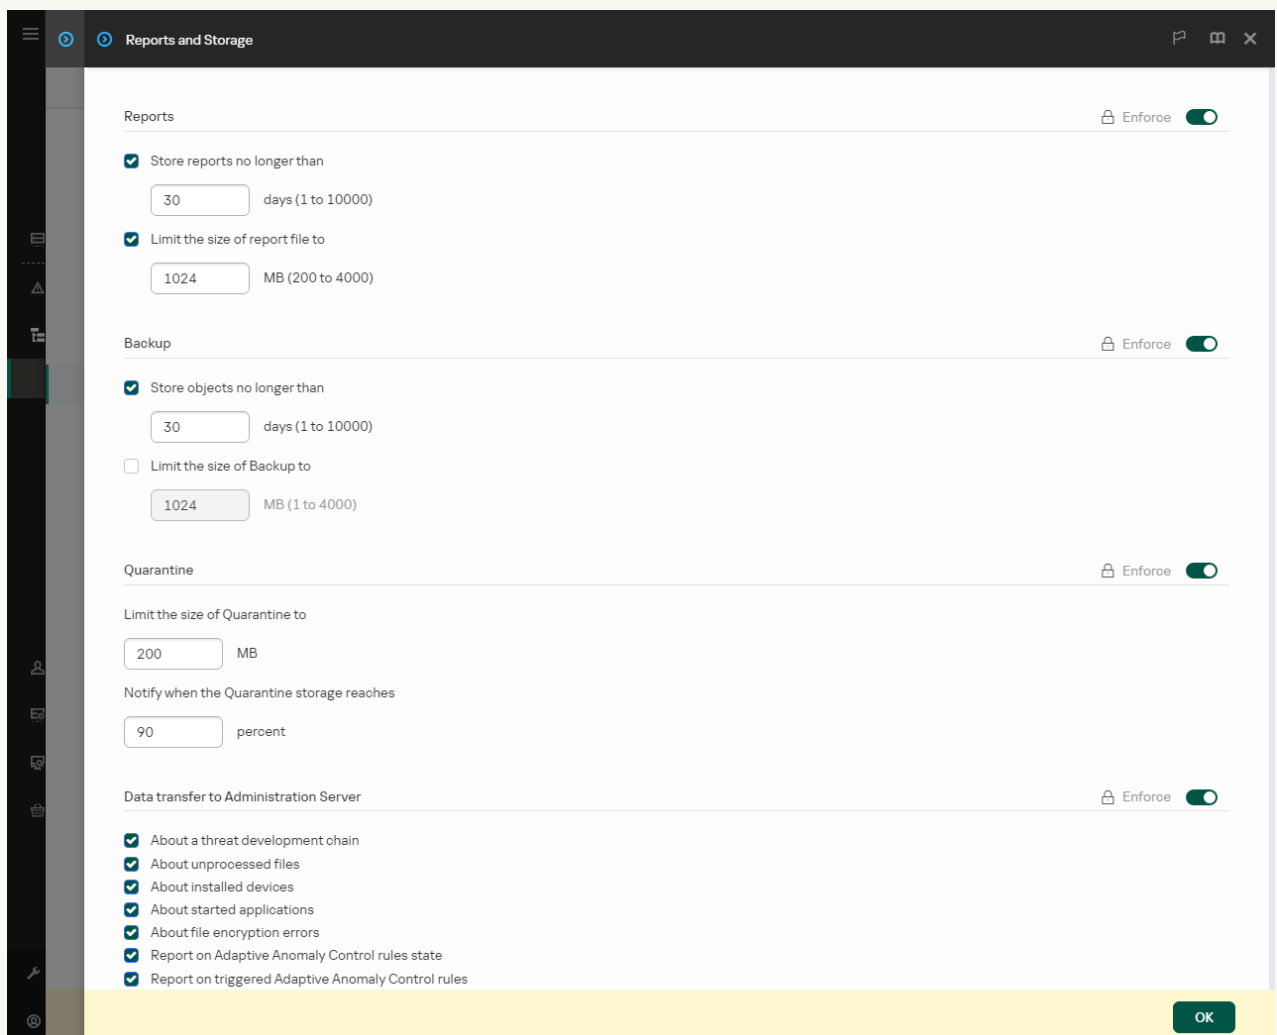 Reports and Storage
Reports
Enforce
Store reports no longer than
30 days (1 to 10000)
Limit the size of report file to
1024 MB (200 to 4000)
Backup
Enforce
Store objects no longer than
30 days (1 to 10000)
Limit the size of Backup to
1024 MB (1 to 4000)
Quarantine
Enforce
Limit the size of Quarantine to
200 MB
Notify when the Quarantine storage reaches
90 percent
Data transfer to Administration Server
Enforce
About a threat development chain
About unprocessed files
About installed devices
About started applications
About file encryption errors
Report on Adaptive Anomaly Control rules state
Report on triggered Adaptive Anomaly Control rules
OK